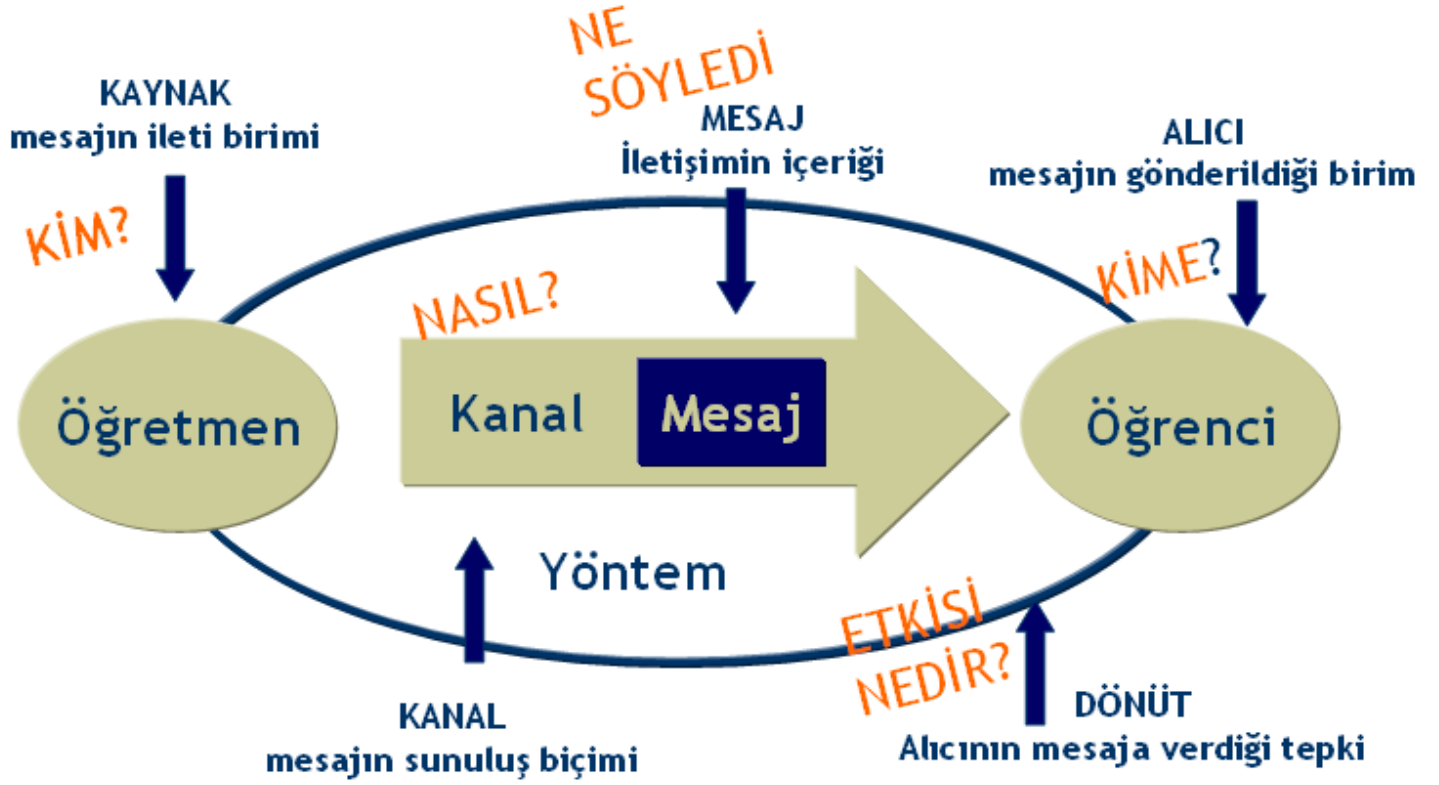 NE
SÖYLEDİ
KAYNAK
mesajın ileti birimi
MESAJ
İletişimin içeriği
ALICI
mesajın gönderildiği birim
KİM?
NASIL?
KİME?
Öğretmen
Kanal
Mesaj
Öğrenci
Yöntem
ETKİSİ
NEDİR?
KANAL
mesajın sunuluş biçimi
DÖNÜT
Alıcının mesaja verdiği tepki